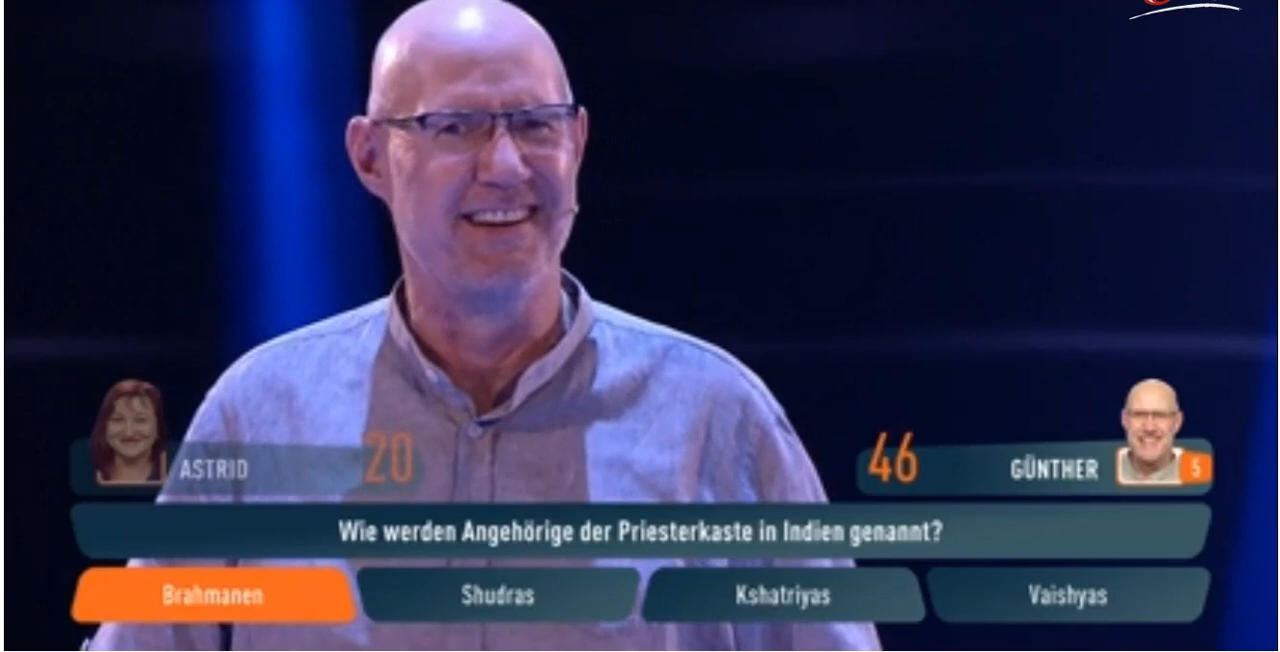 ASTRID 20 46 GÜNTHER 5
Wie werden Angehörige der Priesterkaste in Indien genannt?
Brahmanen Shudras Kshatriyas Vaishyas